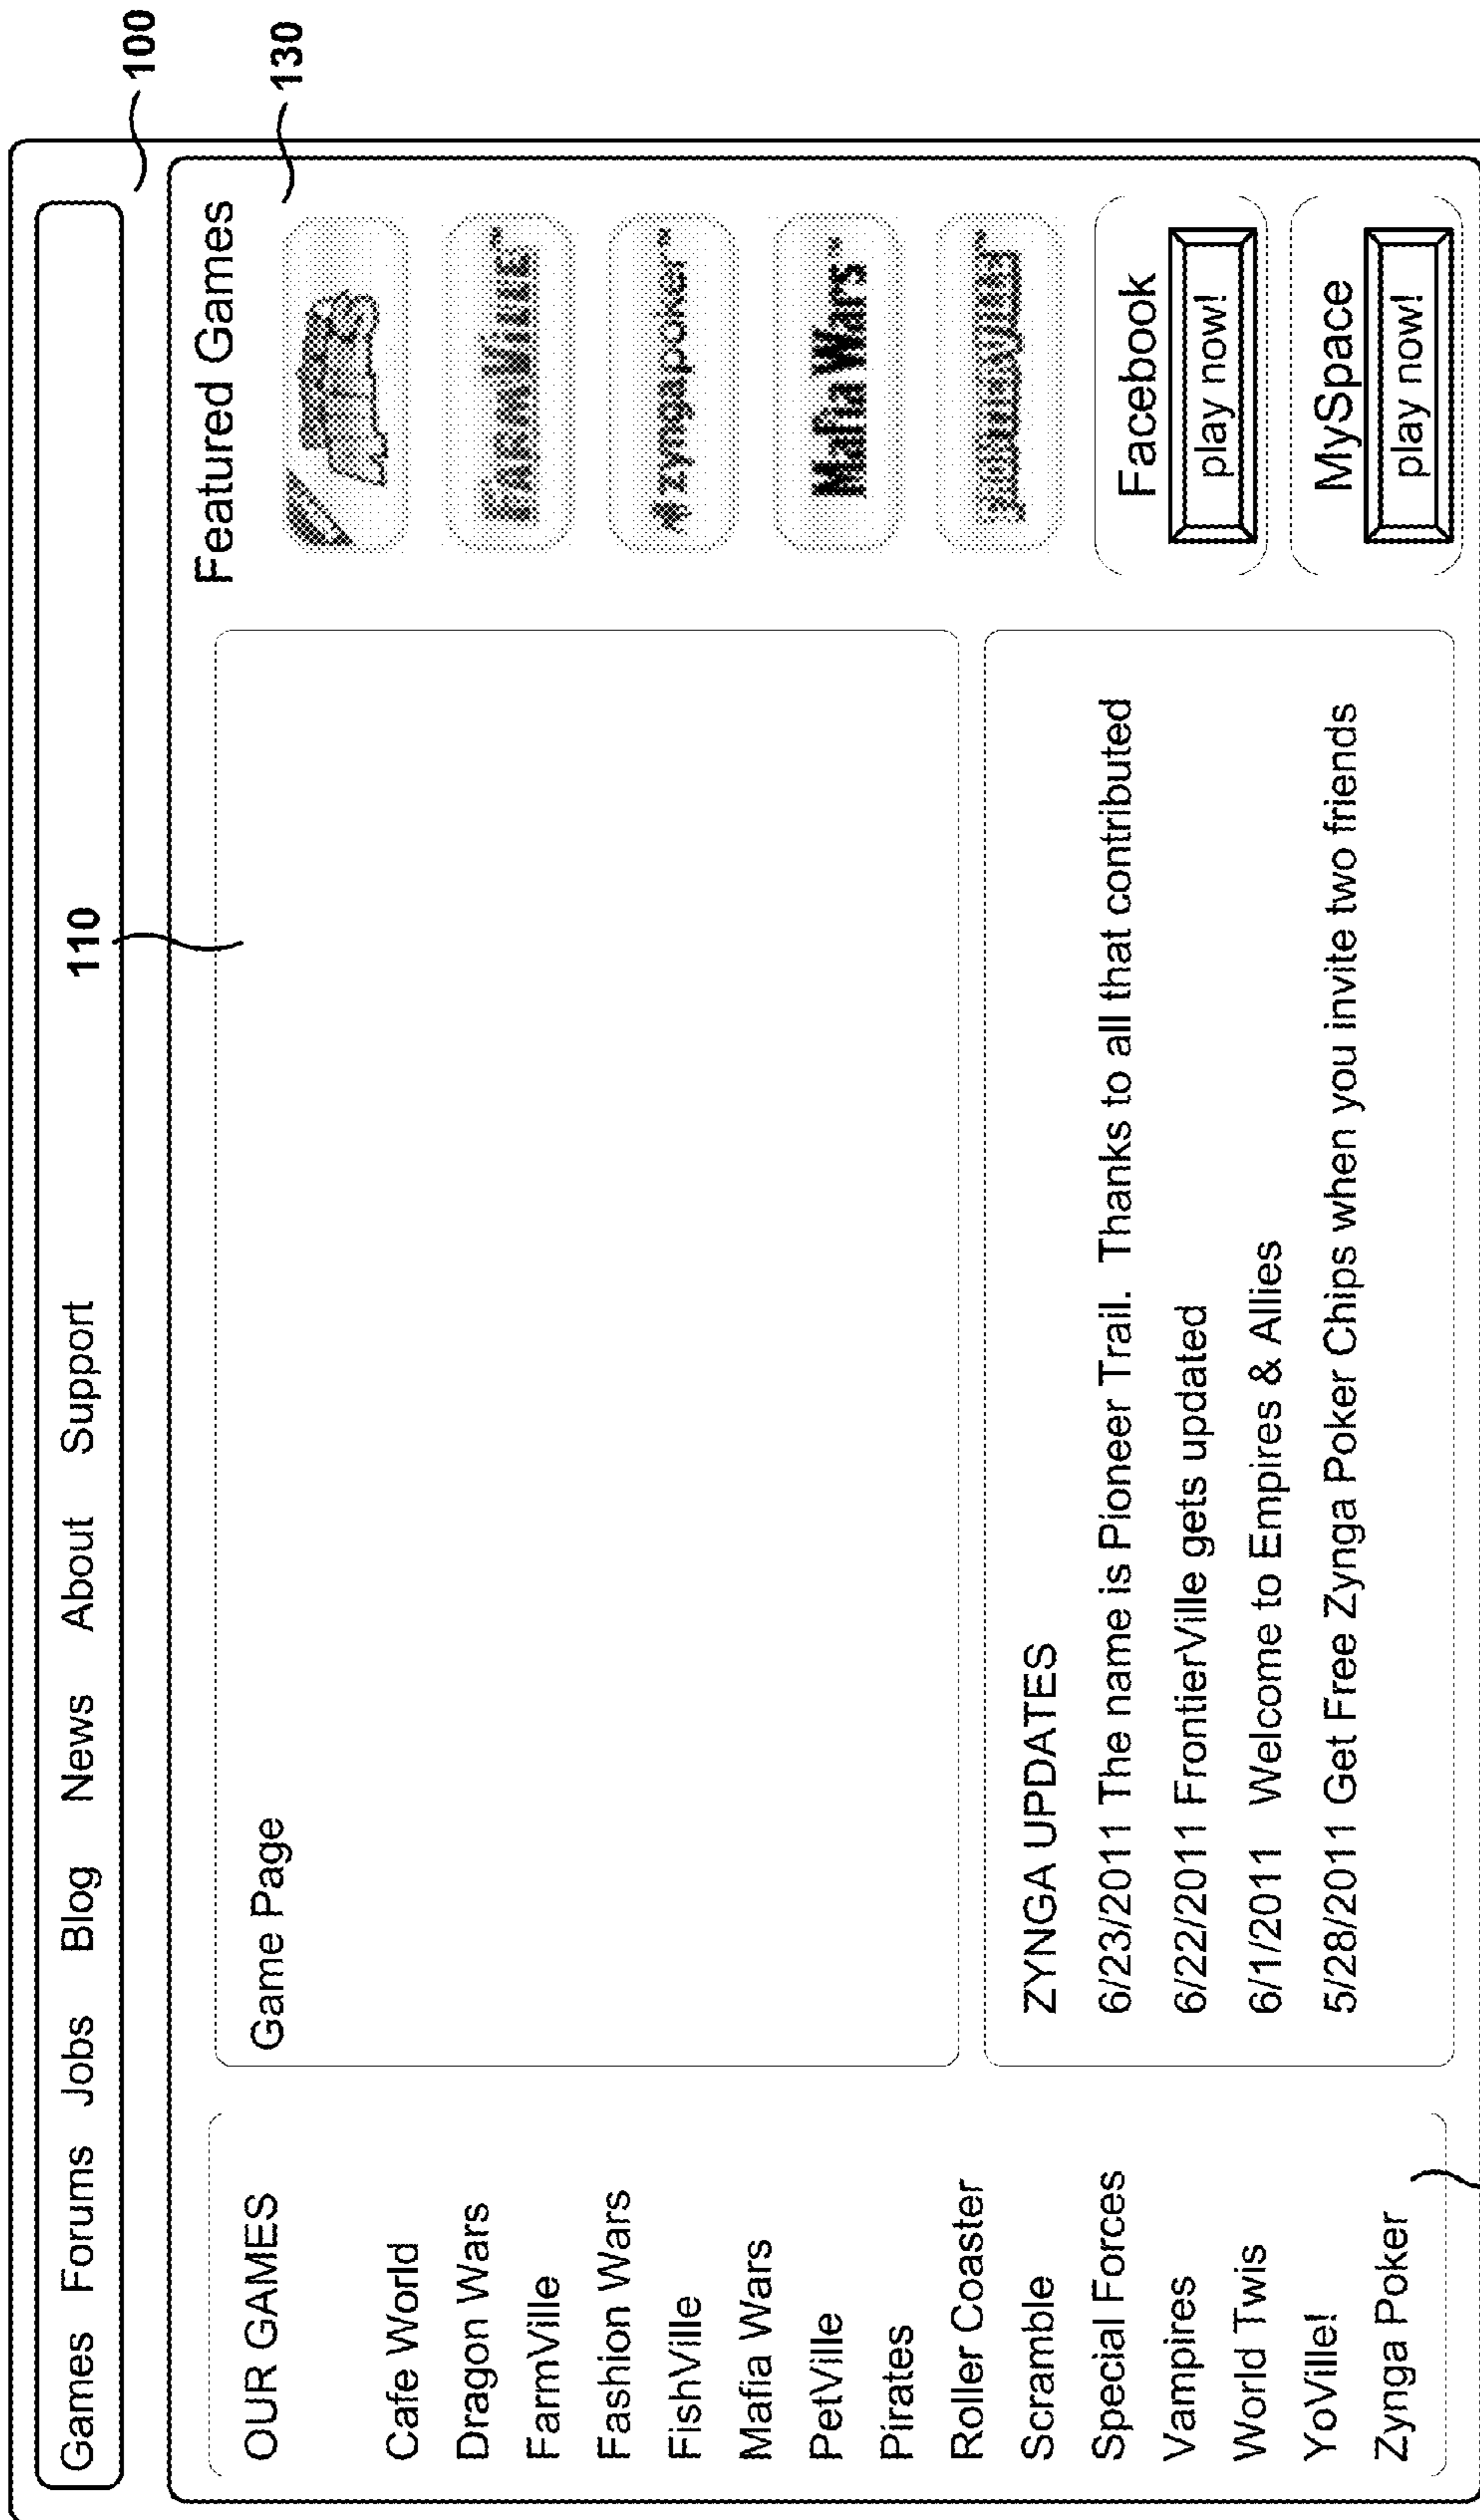 100
Games Forums Jobs Blog News About Support
110
130
OUR GAMES
Cafe World
Dragon Wars
FarmVille
Fashion Wars
FishVille
Mafia Wars
PetVille
Pirates
Roller Coaster
Scramble
Special Forces
Vampires
World Twis
YoVille!
Zynga Poker
Game Page
ZYNGA UPDATES
6/23/2011 The name is Pioneer Trail. Thanks to all that contributed
6/22/2011 FrontierVille gets updated
6/1/2011 Welcome to Empires & Allies
5/28/2011 Get Free Zynga Poker Chips when you invite two friends
Featured Games
FARMVILLE™
zyngapoker™
Mafia Wars™
Facebook
play now!
MySpace
play now!